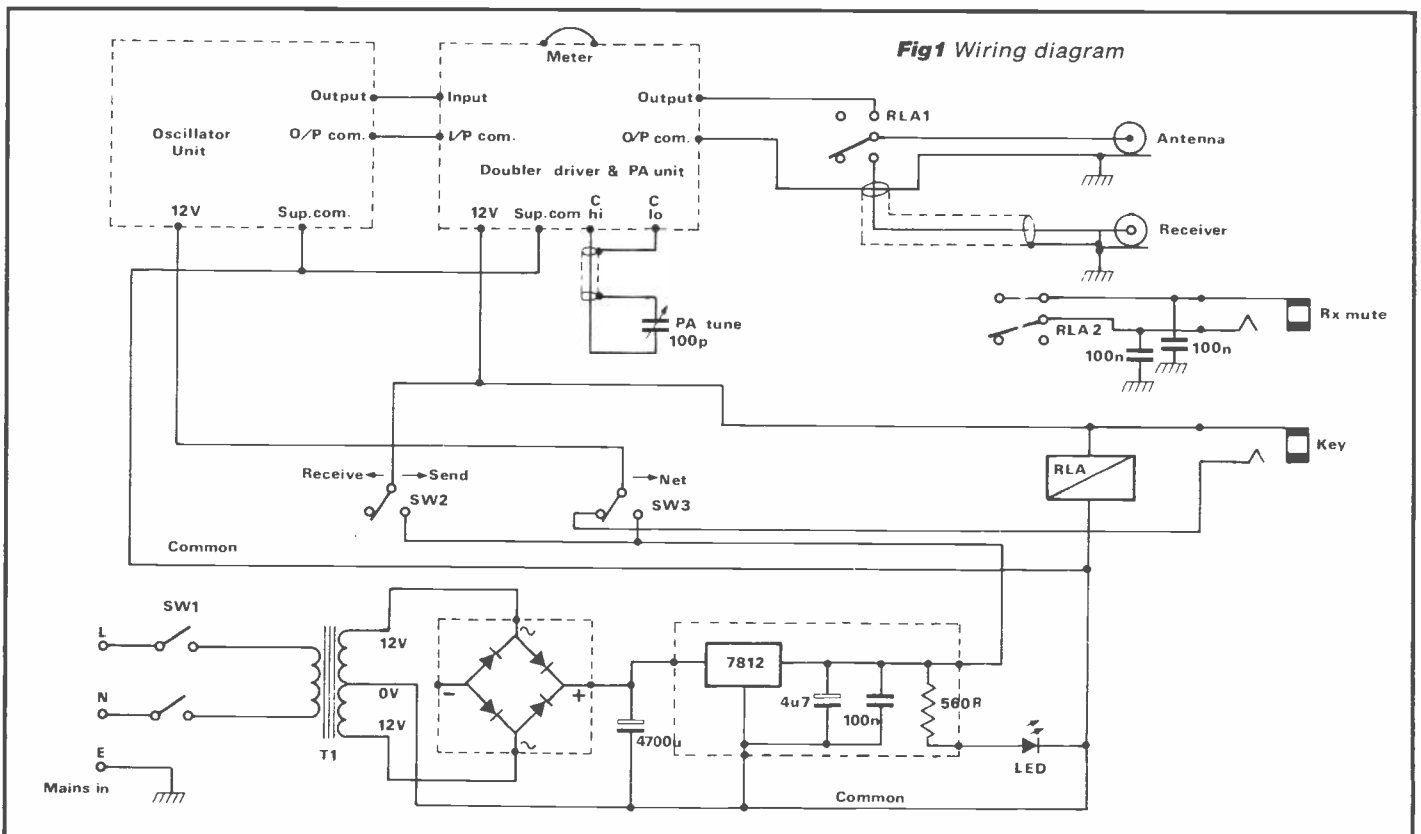 Fig1 Wiring diagram
Meter
Output
Input
Output
RLA1
Oscillator
Unit
O/P com.
I/P com.
O/P com.
Antenna
Doubler driver & PA unit
12V
Sup.com.
12V
Sup.com
C
hi
C
lo
Receiver
PA tune
100p
Rx mute
RLA2
100n
100n
Receive
Send
Net
Key
RLA
SW2
SW3
Common
SW1
L
12V
7812
N
0V
4u7
100n
560R
12V
4700u
E
T1
LED
Mains in
Common
~
-
+
~